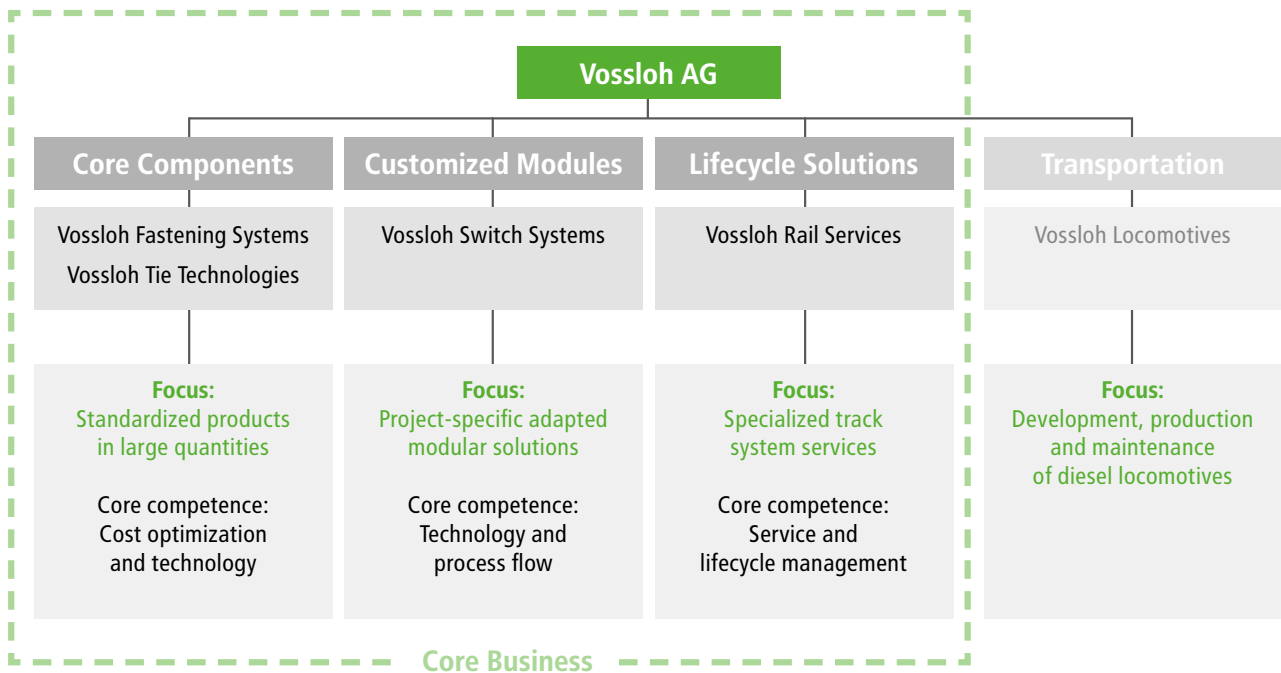 Vossloh AG
Core Components
Vossloh Fastening Systems
Vossloh Tie Technologies
Focus:
Standardized products
in large quantities
Core competence:
Cost optimization
and technology
Customized Modules
Vossloh Switch Systems
Focus:
Project-specific adapted
modular solutions
Core competence:
Technology and
process flow
Lifecycle Solutions
Vossloh Rail Services
Focus:
Specialized track
system services
Core competence:
Service and
lifecycle management
Transportation
Vossloh Locomotives
Focus:
Development, production
and maintenance
of diesel locomotives
Core Business